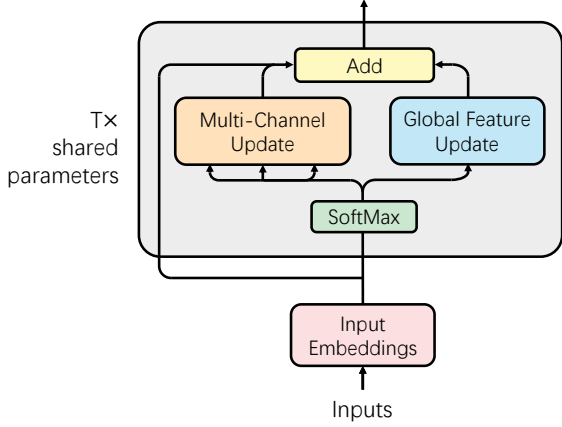 Add
Multi-Channel
Update
Global Feature
Update
T×
shared
parameters
SoftMax
Input
Embeddings
Inputs